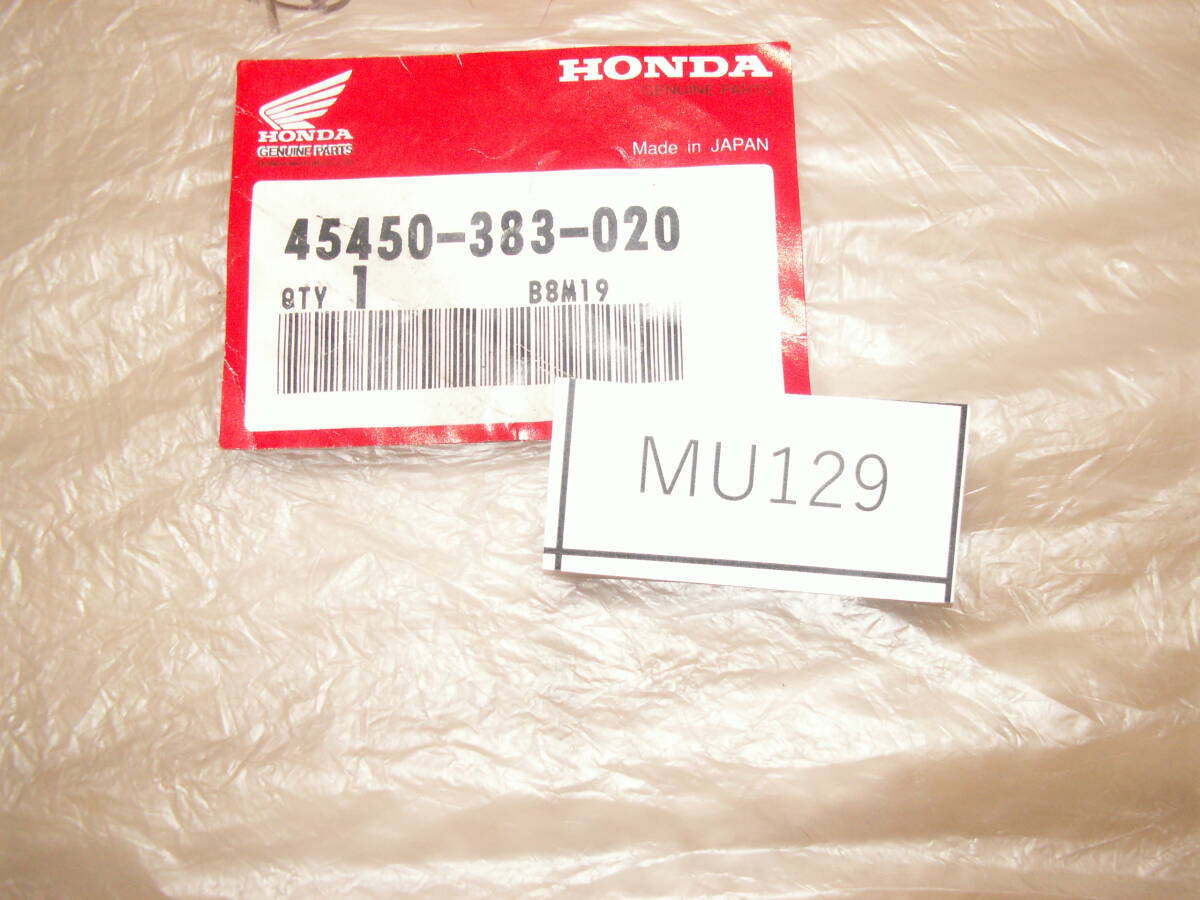 HONDA
GENUINE PARTS
HONDA
GENUINE PARTS
Made in JAPAN
45450-383-020
QTY 1 B8M19
MU129